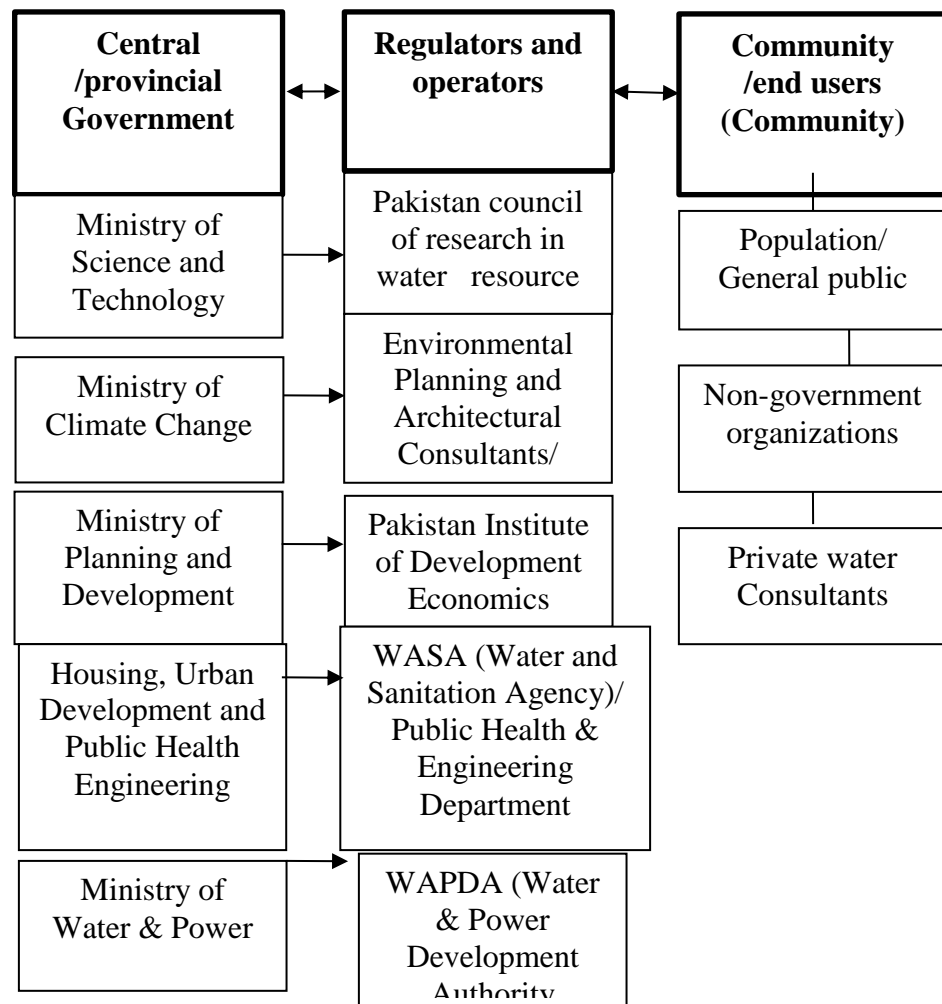 Central
/provincial
Government
Regulators and
operators
Community
/end users
(Community)
Ministry of
Science and
Technology
Pakistan council
of research in
water resource
Population/
General public
Ministry of
Climate Change
Environmental
Planning and
Architectural
Consultants/
Non-government
organizations
Ministry of
Planning and
Development
Pakistan Institute
of Development
Economics
Private water
Consultants
Housing, Urban
Development and
Public Health
Engineering
WASA (Water and
Sanitation Agency)/
Public Health &
Engineering
Department
Ministry of
Water & Power
WAPDA (Water
& Power
Development
Authority